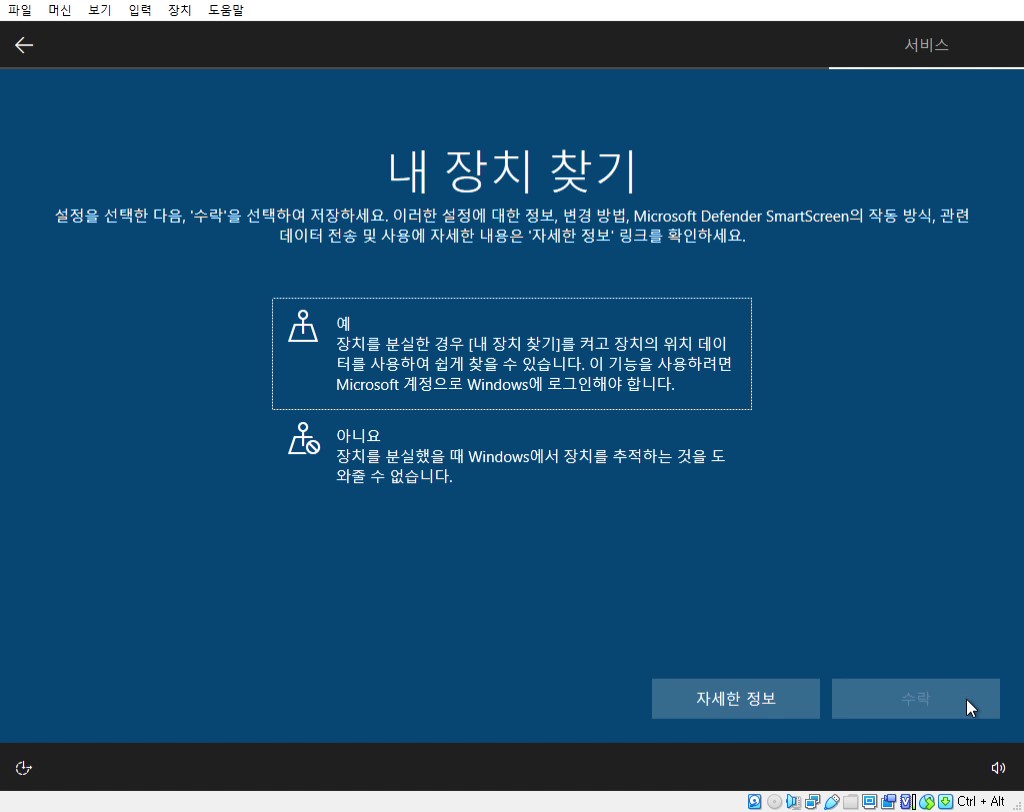 파일 머신 보기 입력 장치 도움말
서비스
내 장치 찾기
설정을 선택한 다음, '수락'을 선택하여 저장하세요. 이러한 설정에 대한 정보, 변경 방법, Microsoft Defender SmartScreen의 작동 방식, 관련
데이터 전송 및 사용에 자세한 내용은 '자세한 정보' 링크를 확인하세요.
예
장치를 분실한 경우 [내 장치 찾기]를 켜고 장치의 위치 데이
터를 사용하여 쉽게 찾을 수 있습니다. 이 기능을 사용하려면
Microsoft 계정으로 Windows에 로그인해야 합니다.
아니요
장치를 분실했을 때 Windows에서 장치를 추적하는 것을 도
와줄 수 없습니다.
자세한 정보 수락
Ctrl + Alt